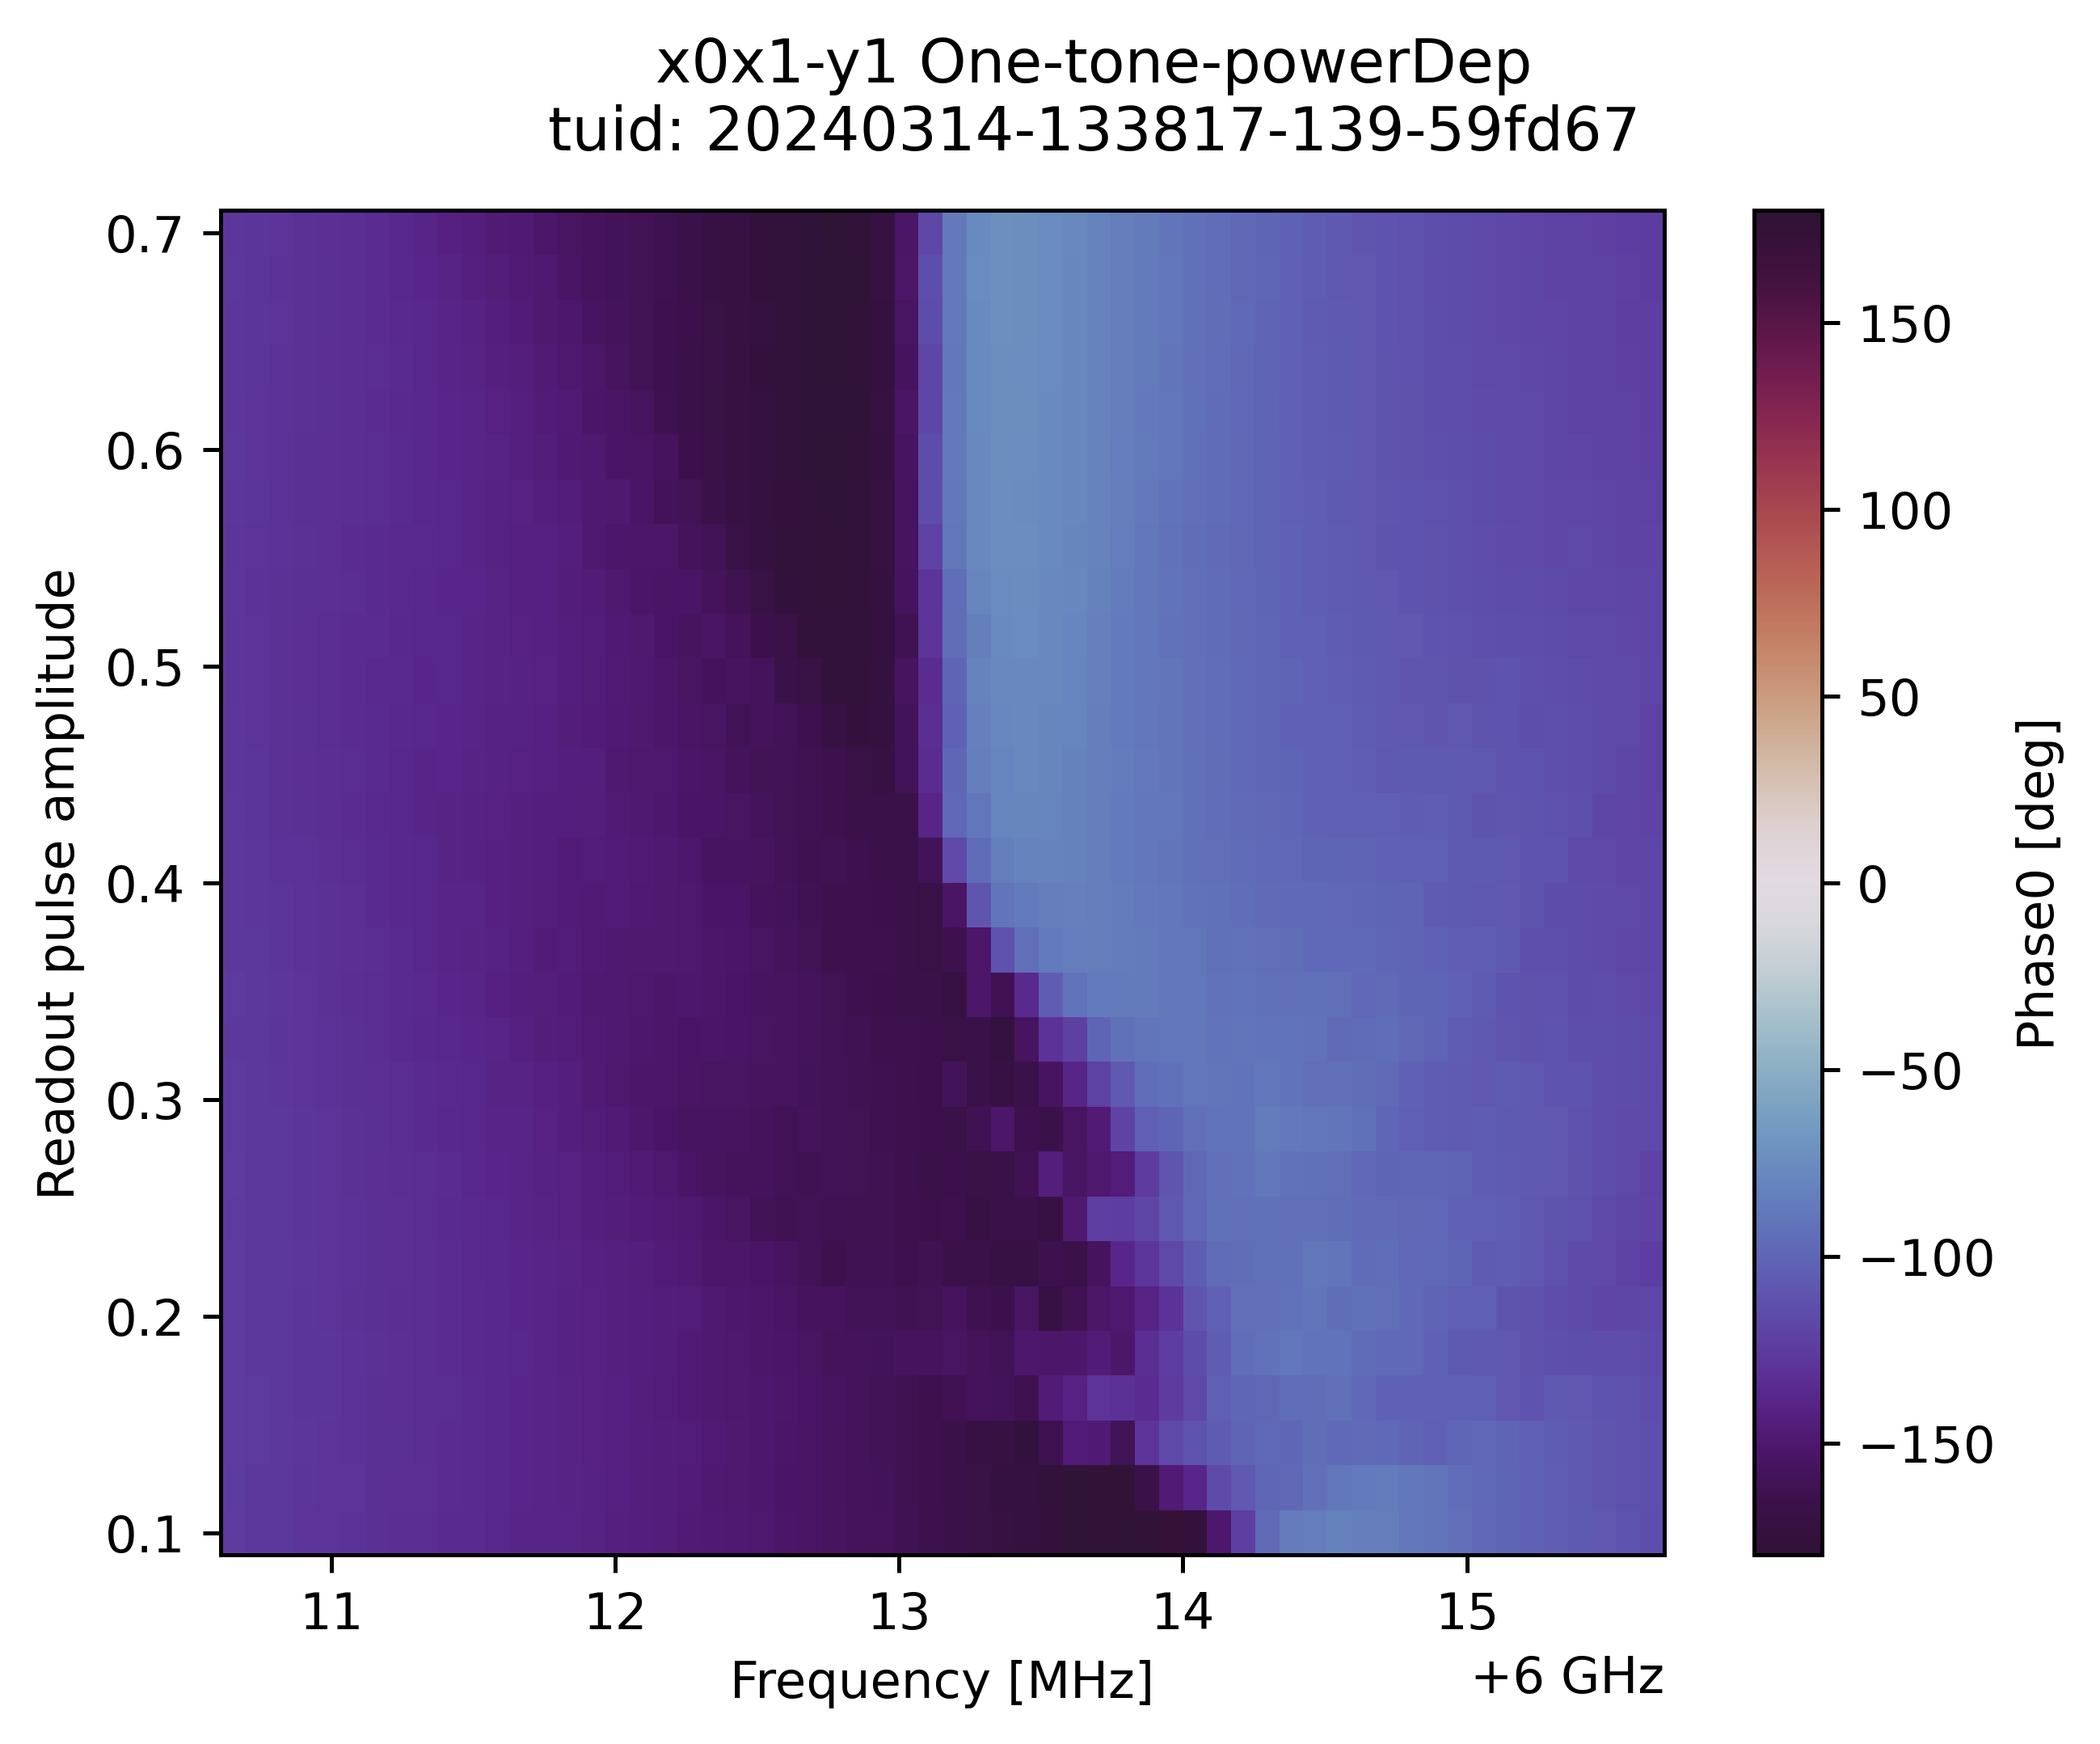 x0x1-y1 One-tone-powerDep
tuid: 20240314-133817-139-59fd67
Readout pulse amplitude
0.7
0.6
0.5
0.4
0.3
0.2
0.1
11 12 13 14 15
Frequency [MHz]
+6 GHz
150
100
50
0
−50
−100
−150
Phase0 [deg]